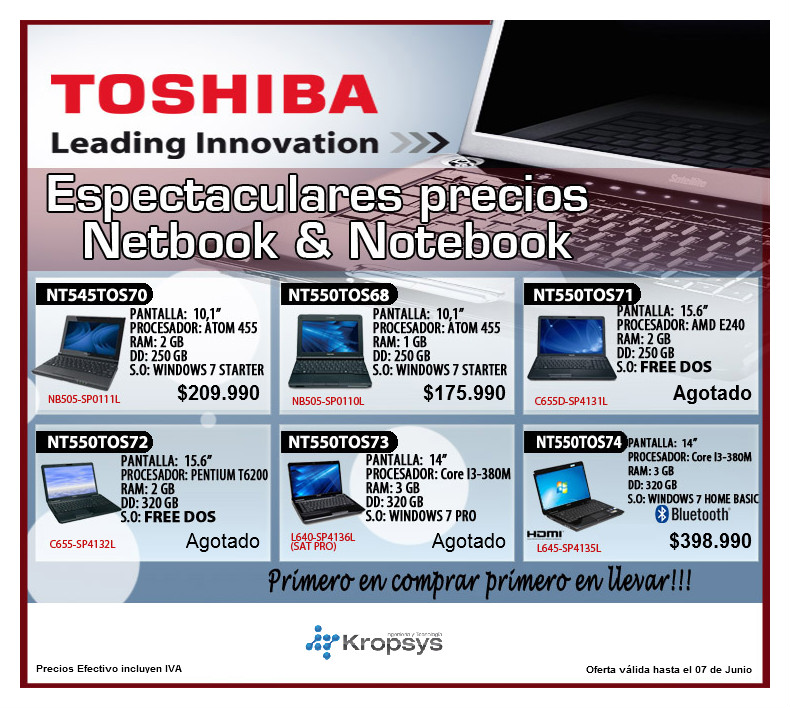 TOSHIBA
Leading Innovation
Espectaculares precios
Netbook & Notebook
NT545TOS70
PANTALLA: 10,1"
PROCESADOR: ATOM 455
RAM: 2 GB
DD: 250 GB
S.O: WINDOWS 7 STARTER
NB505-SP0111L
$209.990
NT550TOS68
PANTALLA: 10,1"
PROCESADOR: ATOM 455
RAM: 1 GB
DD: 250 GB
S.O: WINDOWS 7 STARTER
NB505-SP0110L
$175.990
NT550TOS71
PANTALLA: 15.6"
PROCESADOR: AMD E240
RAM: 2 GB
DD: 250 GB
S.O: FREE DOS
C655D-SP4131L
Agotado
NT550TOS72
PANTALLA: 15.6"
PROCESADOR: PENTIUM T6200
RAM: 2 GB
DD: 320 GB
S.O: FREE DOS
C655-SP4132L
Agotado
NT550TOS73
PANTALLA: 14"
PROCESADOR: Core I3-380M
RAM: 3 GB
DD: 320 GB
S.O: WINDOWS 7 PRO
L640-SP4136L
(SAT PRO)
Agotado
NT550TOS74
PANTALLA: 14"
PROCESADOR: Core I3-380M
RAM: 3 GB
DD: 320 GB
S.O: WINDOWS 7 HOME BASIC
Bluetooth
HDMI
L645-SP4135L
$398.990
Primero en comprar primero en llevar!!!
Kropsys
Precios Efectivo incluyen IVA
Oferta válida hasta el 07 de Junio